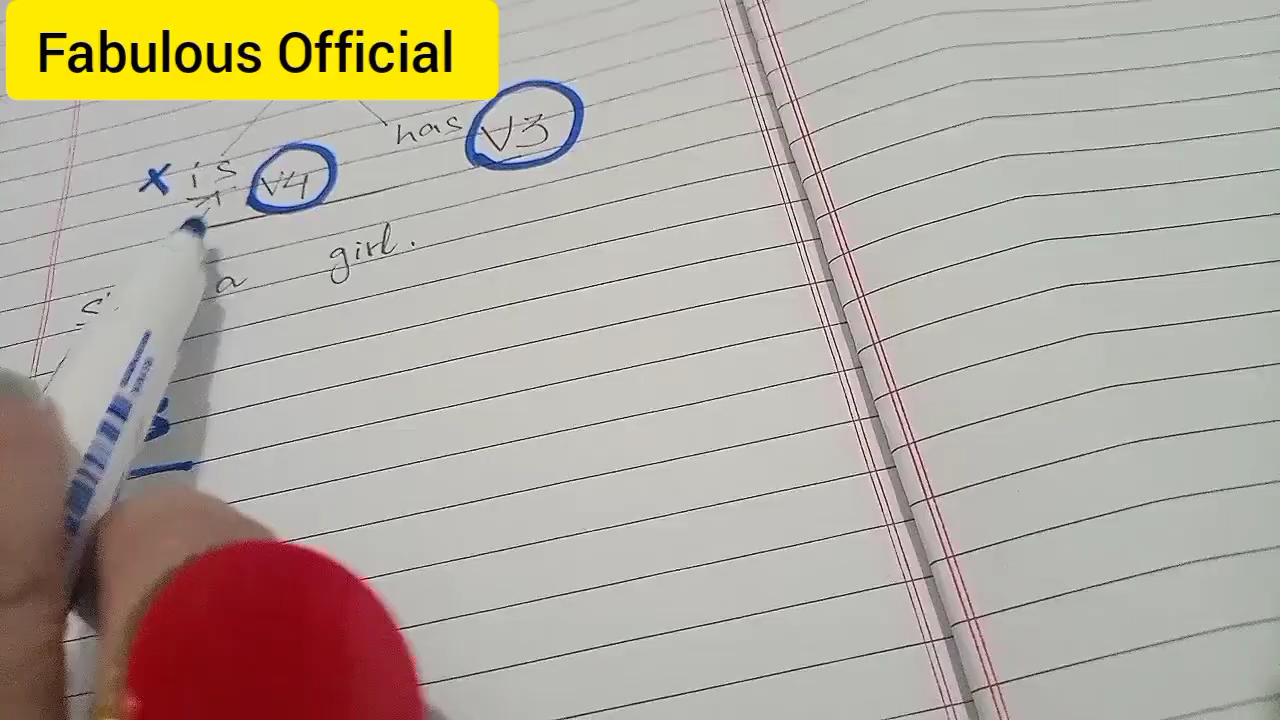 Fabulous Official
has V3
x is V4
a girl.